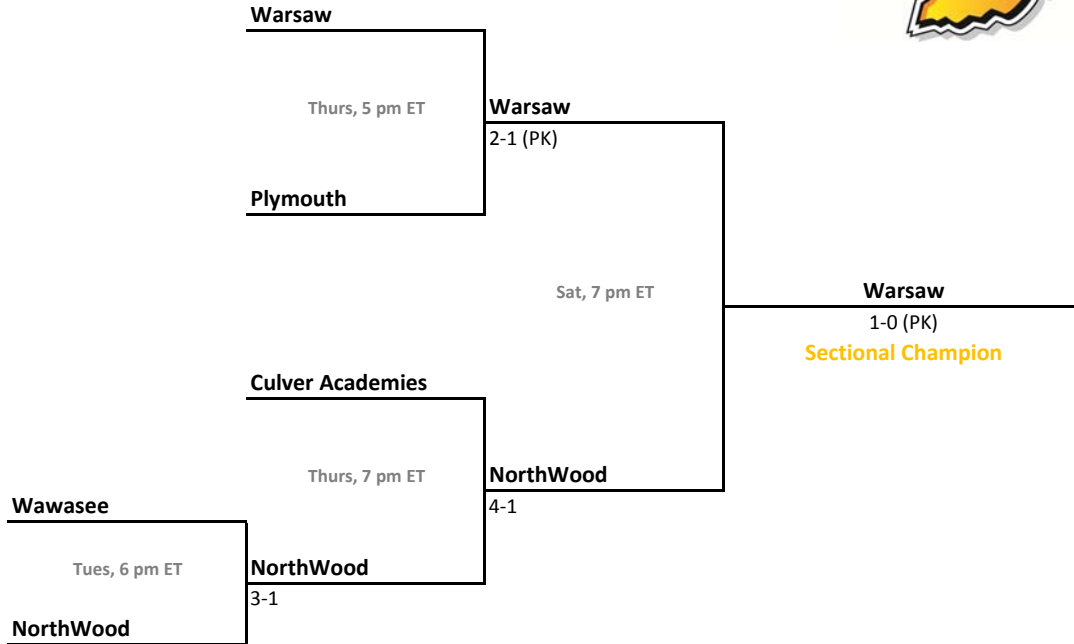 Warsaw
Thurs, 5 pm ET
Warsaw
2-1 (PK)
Plymouth
Sat, 7 pm ET
Warsaw
1-0 (PK)
Sectional Champion
Culver Academies
Thurs, 7 pm ET
NorthWood
4-1
Wawasee
Tues, 6 pm ET
NorthWood
3-1
NorthWood